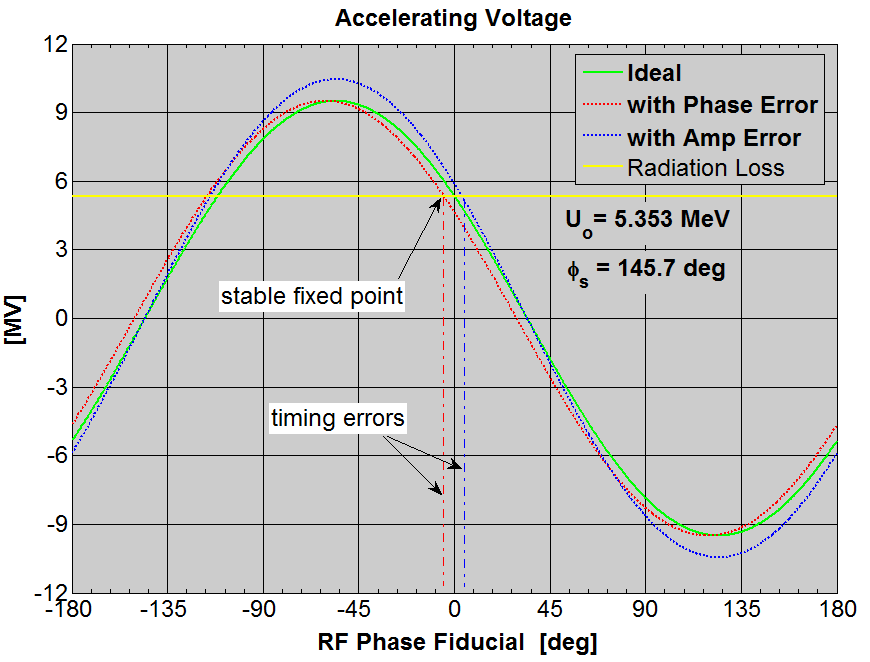 Accelerating Voltage
12
9
6
3
0
-3
-6
-9
-12
[MV]
Ideal
with Phase Error
with Amp Error
Radiation Loss
Uo= 5.353 MeV
ϕs = 145.7 deg
stable fixed point
timing errors
-180 -135 -90 -45 0 45 90 135 180
RF Phase Fiducial [deg]